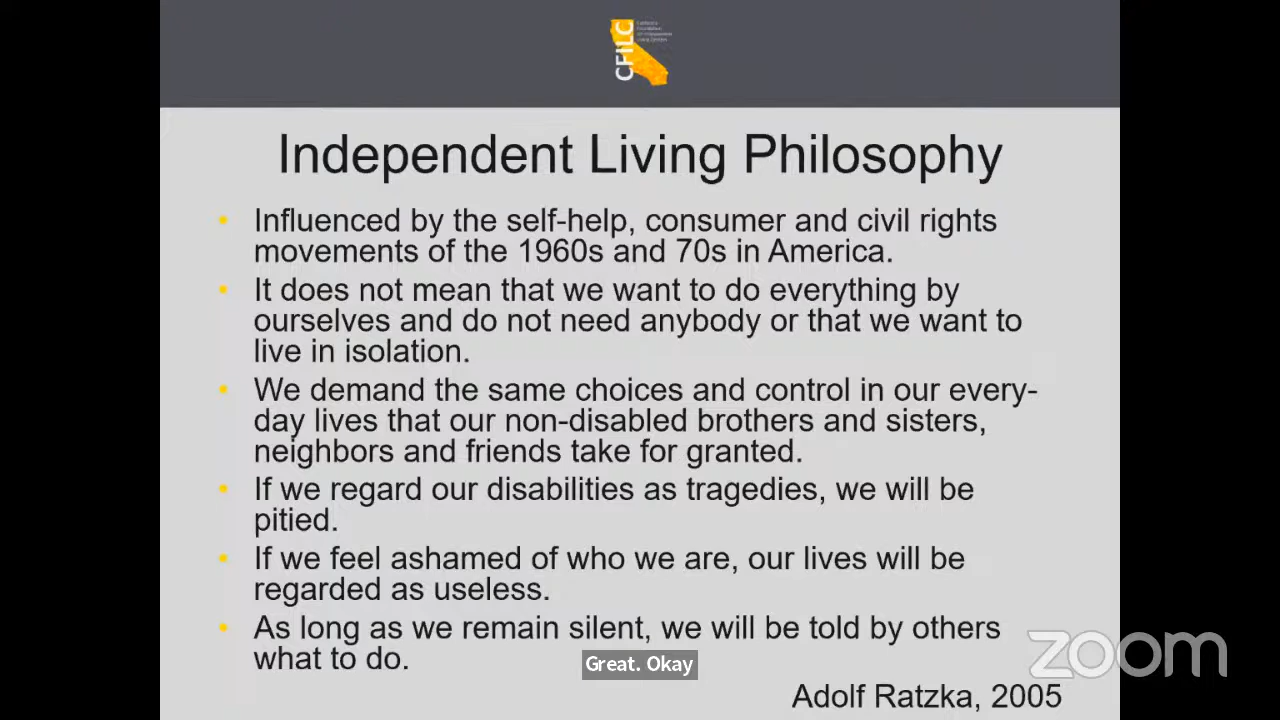 CFILC
California
Foundation
for Independent
Living Centers
Independent Living Philosophy
• Influenced by the self-help, consumer and civil rights
movements of the 1960s and 70s in America.
• It does not mean that we want to do everything by
ourselves and do not need anybody or that we want to
live in isolation.
• We demand the same choices and control in our every-
day lives that our non-disabled brothers and sisters,
neighbors and friends take for granted.
• If we regard our disabilities as tragedies, we will be
pitied.
• If we feel ashamed of who we are, our lives will be
regarded as useless.
• As long as we remain silent, we will be told by others
what to do.
Great. Okay
zoom
Adolf Ratzka, 2005